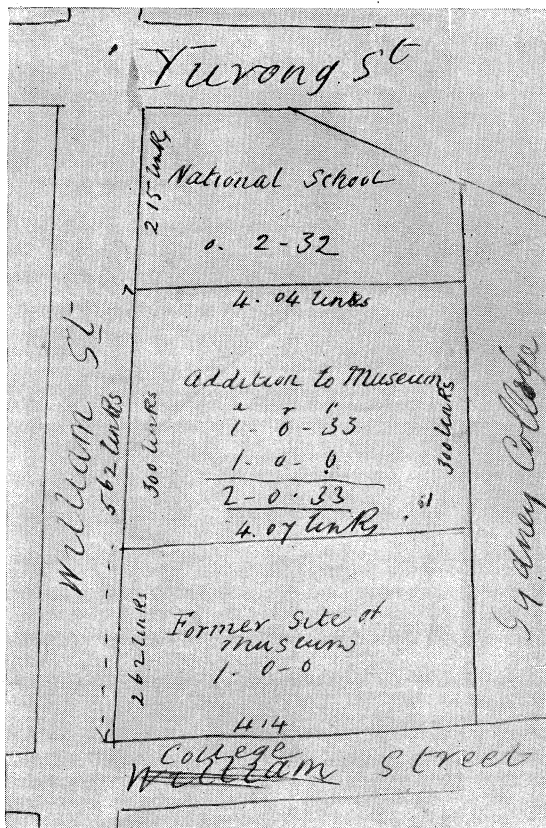 Yurong St
215 links
National School
0. 2-32
4.04 links
William St
562 links
Addition to Museum
1-0-33
1-0-0
2-0.33
4.07 links
300 links
300 links
Sydney College
262 links
Former Site of
Museum
1-0-0
414
College
William Street